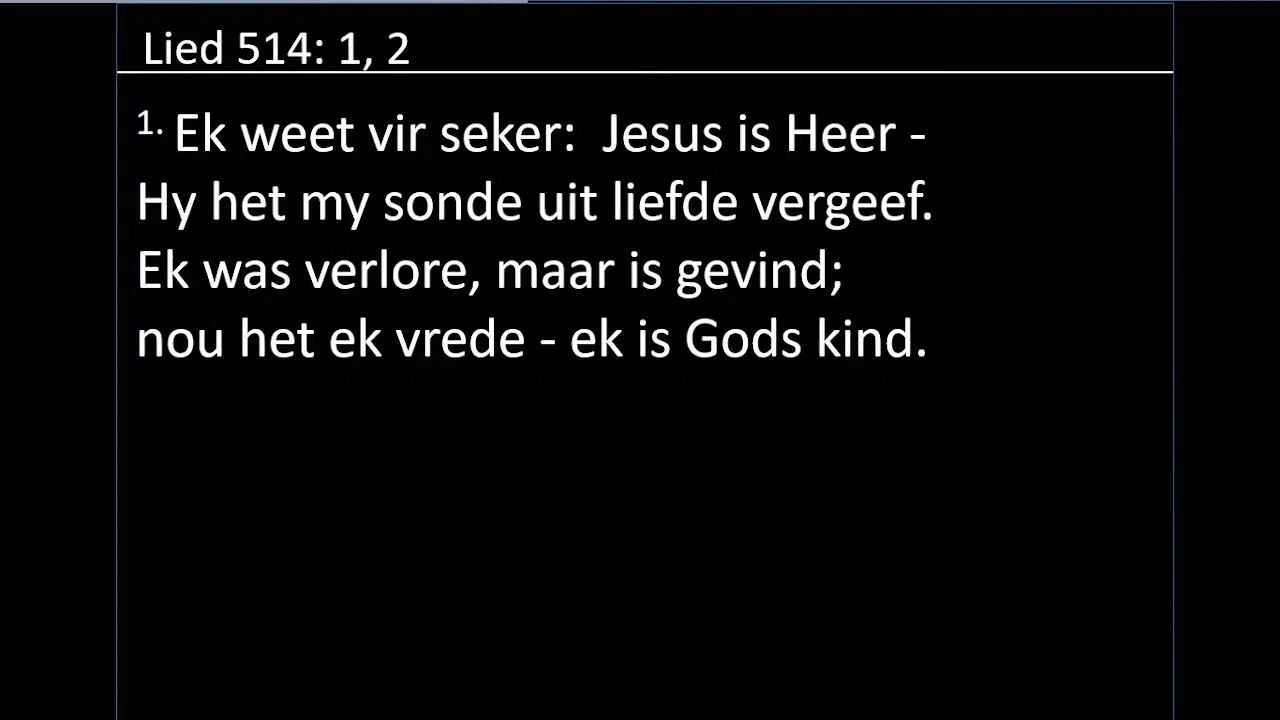 Lied 514: 1, 2
1. Ek weet vir seker:  Jesus is Heer -
Hy het my sonde uit liefde vergeef.
Ek was verlore, maar is gevind;
nou het ek vrede - ek is Gods kind.